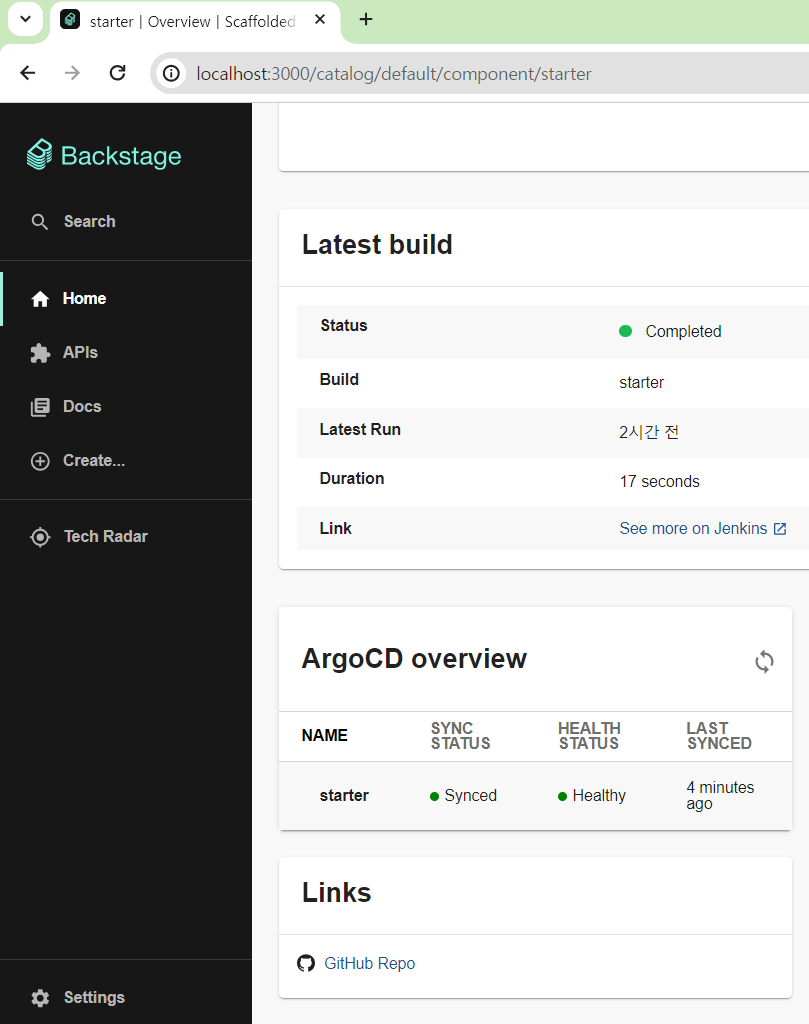 starter | Overview | Scaffolded
localhost:3000/catalog/default/component/starter
Backstage
Search
Home
APIs
Docs
Create...
Tech Radar
Settings
Latest build
Status Completed
Build starter
Latest Run 2시간 전
Duration 17 seconds
Link See more on Jenkins
ArgoCD overview
NAME SYNC STATUS HEALTH STATUS LAST SYNCED
starter Synced Healthy 4 minutes ago
Links
GitHub Repo